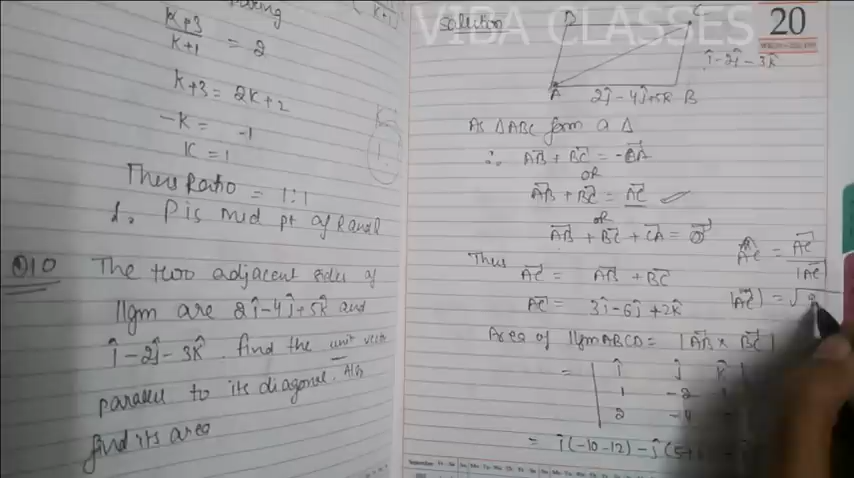 K+3
K+1 = 2
K+3 = 2K+2
-K = -1
K = 1
Thus Ratio = 1:1
P is mid pt of R and
Q10 The two adjacent sides of
llgm are 2î-4ĵ+5k̂ and
î-2ĵ-3k̂. find the unit vector
parallel to its diagonal. Also
find its area
VIBA CLASSES
solution
20
D C
î-2ĵ-3k̂
A 2î-4ĵ+5k̂ B
As ΔABC form a Δ
∴ AB + BC = -CA
OR
AB + BC = AC
or
AB + BC + CA = 0
Thus
AC = AB + BC
AC = 3î-6ĵ+2k̂
AC = AC
|AC|
|AC| = √9
Area of llgm ABCD = |AB × BC|
= | î ĵ k̂ |
1 -2
2 -4
= î(-10-12) - ĵ(5+